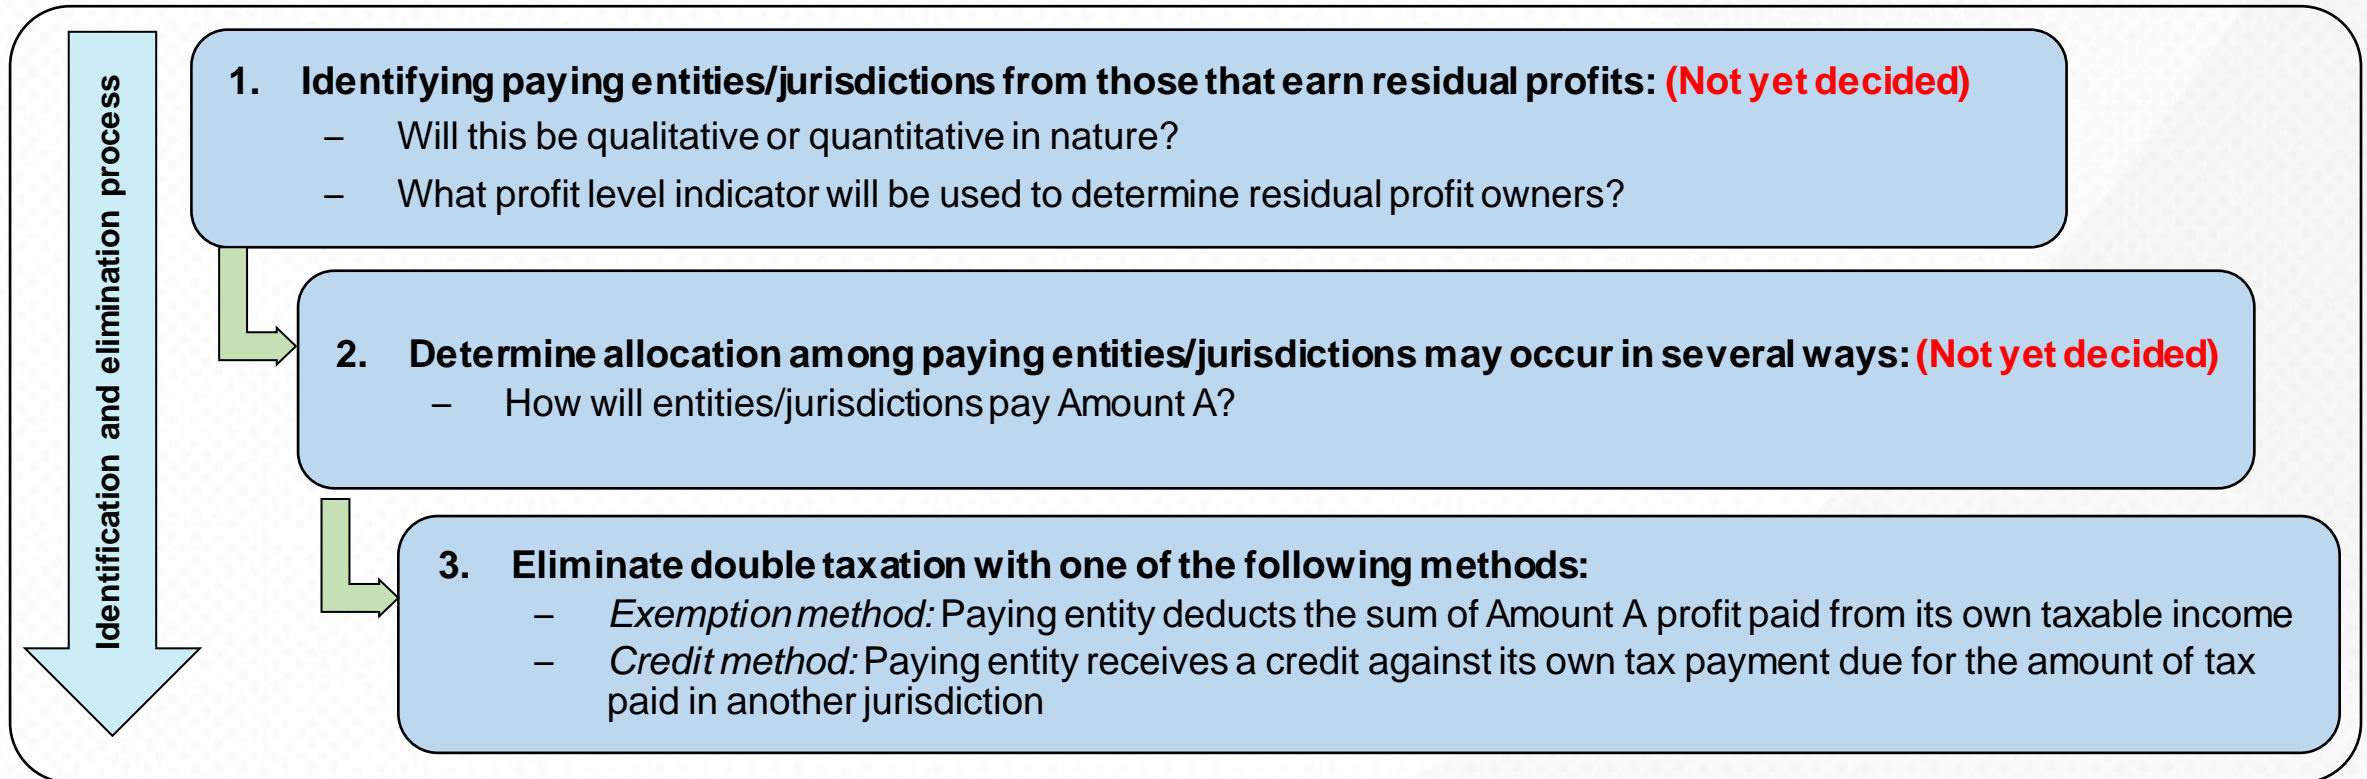 Identification and elimination process
1. Identifying paying entities/jurisdictions from those that earn residual profits: (Not yet decided)
– Will this be qualitative or quantitative in nature?
– What profit level indicator will be used to determine residual profit owners?
2. Determine allocation among paying entities/jurisdictions may occur in several ways: (Not yet decided)
– How will entities/jurisdictions pay Amount A?
3. Eliminate double taxation with one of the following methods:
– Exemption method: Paying entity deducts the sum of Amount A profit paid from its own taxable income
– Credit method: Paying entity receives a credit against its own tax payment due for the amount of tax
paid in another jurisdiction